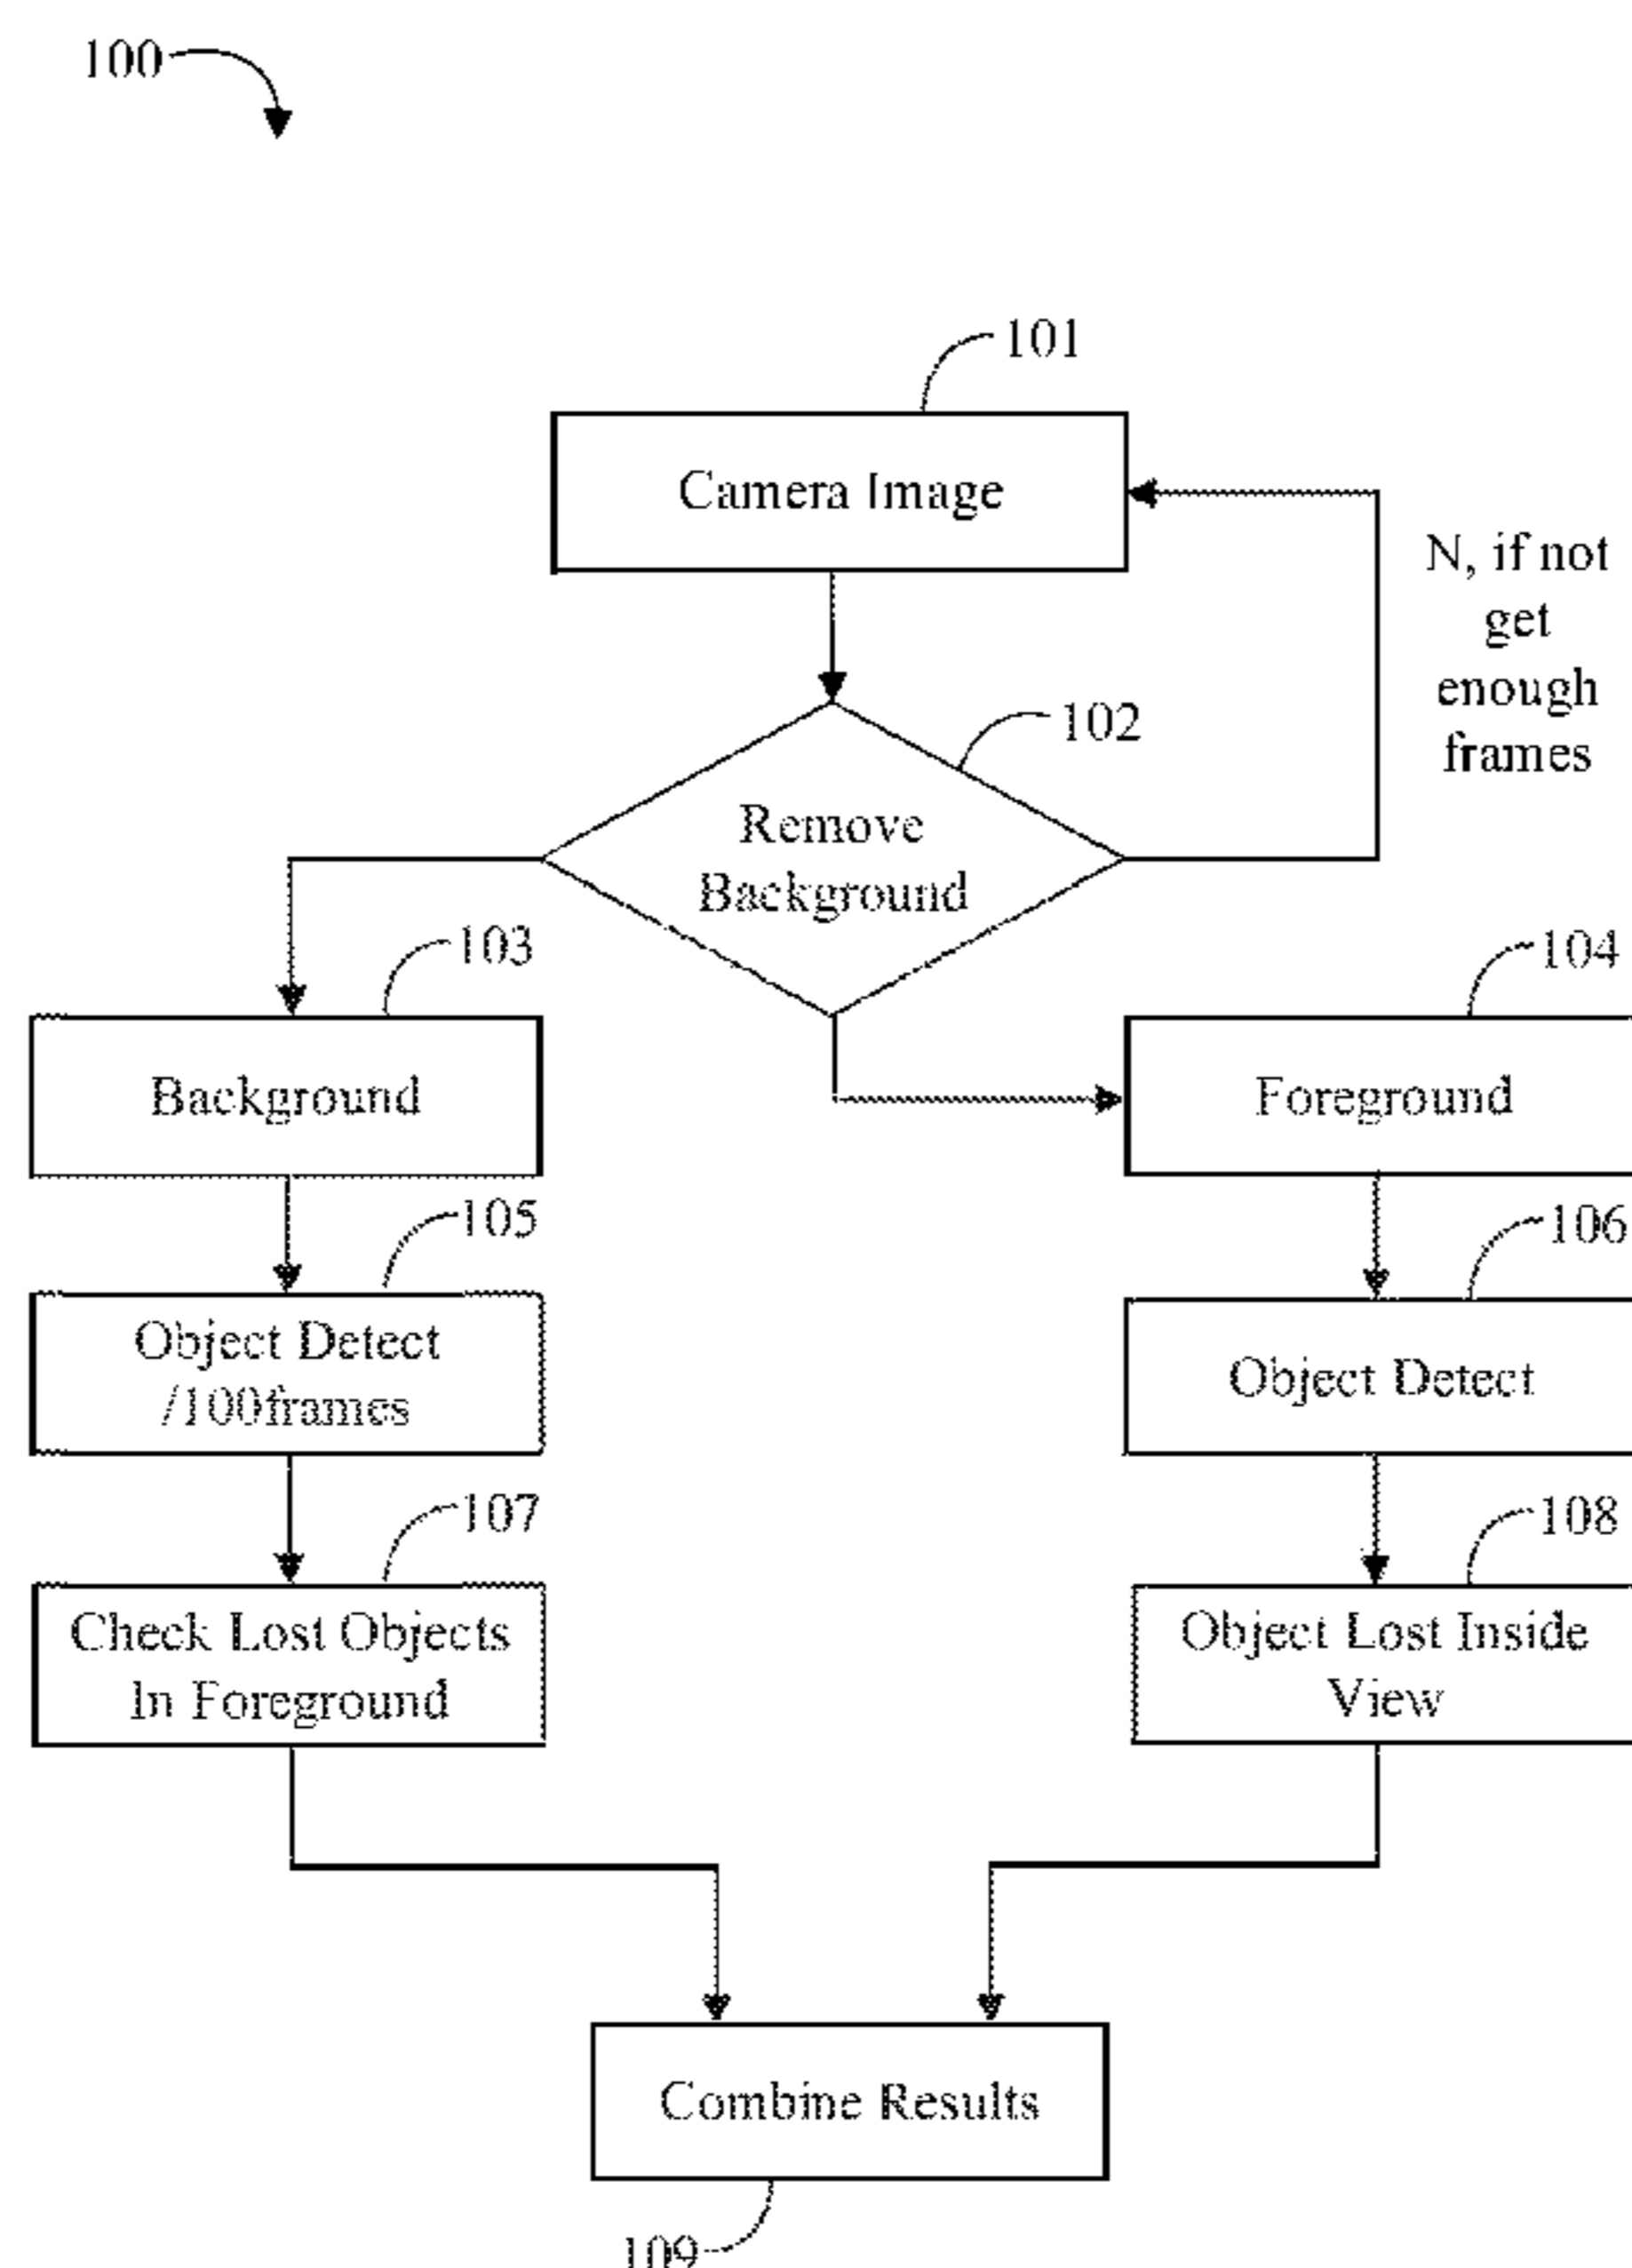 100
101
Camera Image
N, if not
get
enough
frames
102
Remove
Background
103
104
Background
Foreground
105
106
Object Detect
/100frames
Object Detect
107
108
Check Lost Objects
In Foreground
Object Lost Inside
View
Combine Results
109